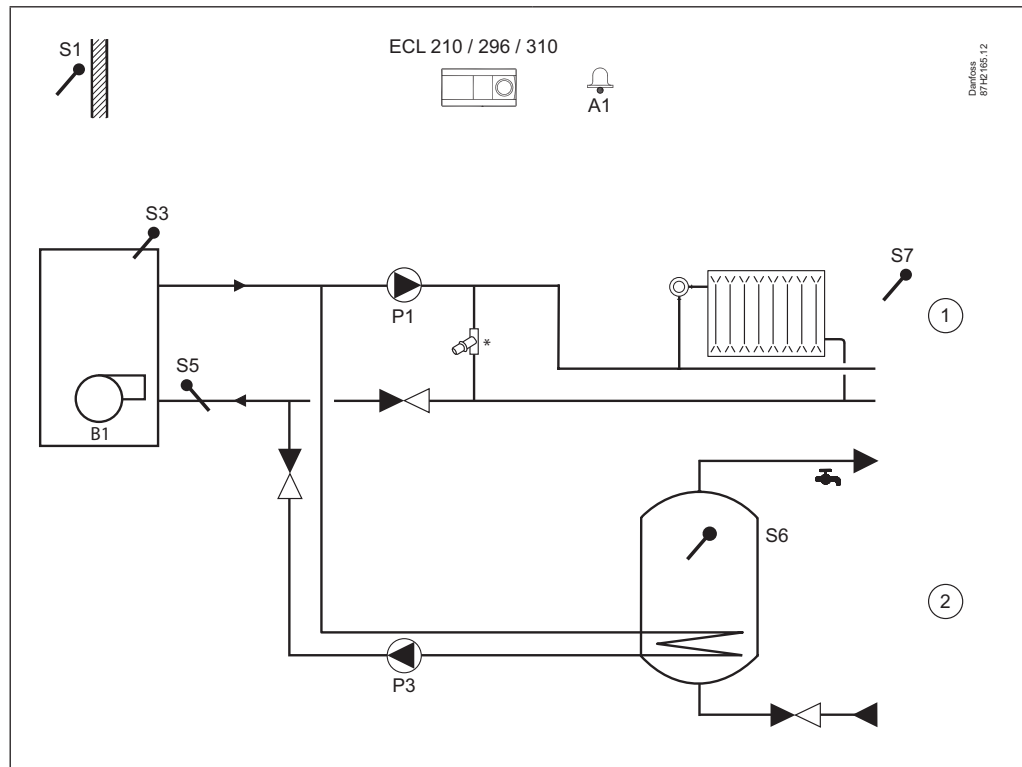 S1
ECL 210 / 296 / 310
A1
Danfoss
87H2165.12
S3
S7
P1
1
*
S5
B1
S6
2
P3